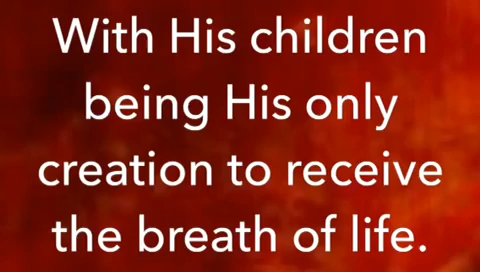 With His children
being His only
creation to receive
the breath of life.